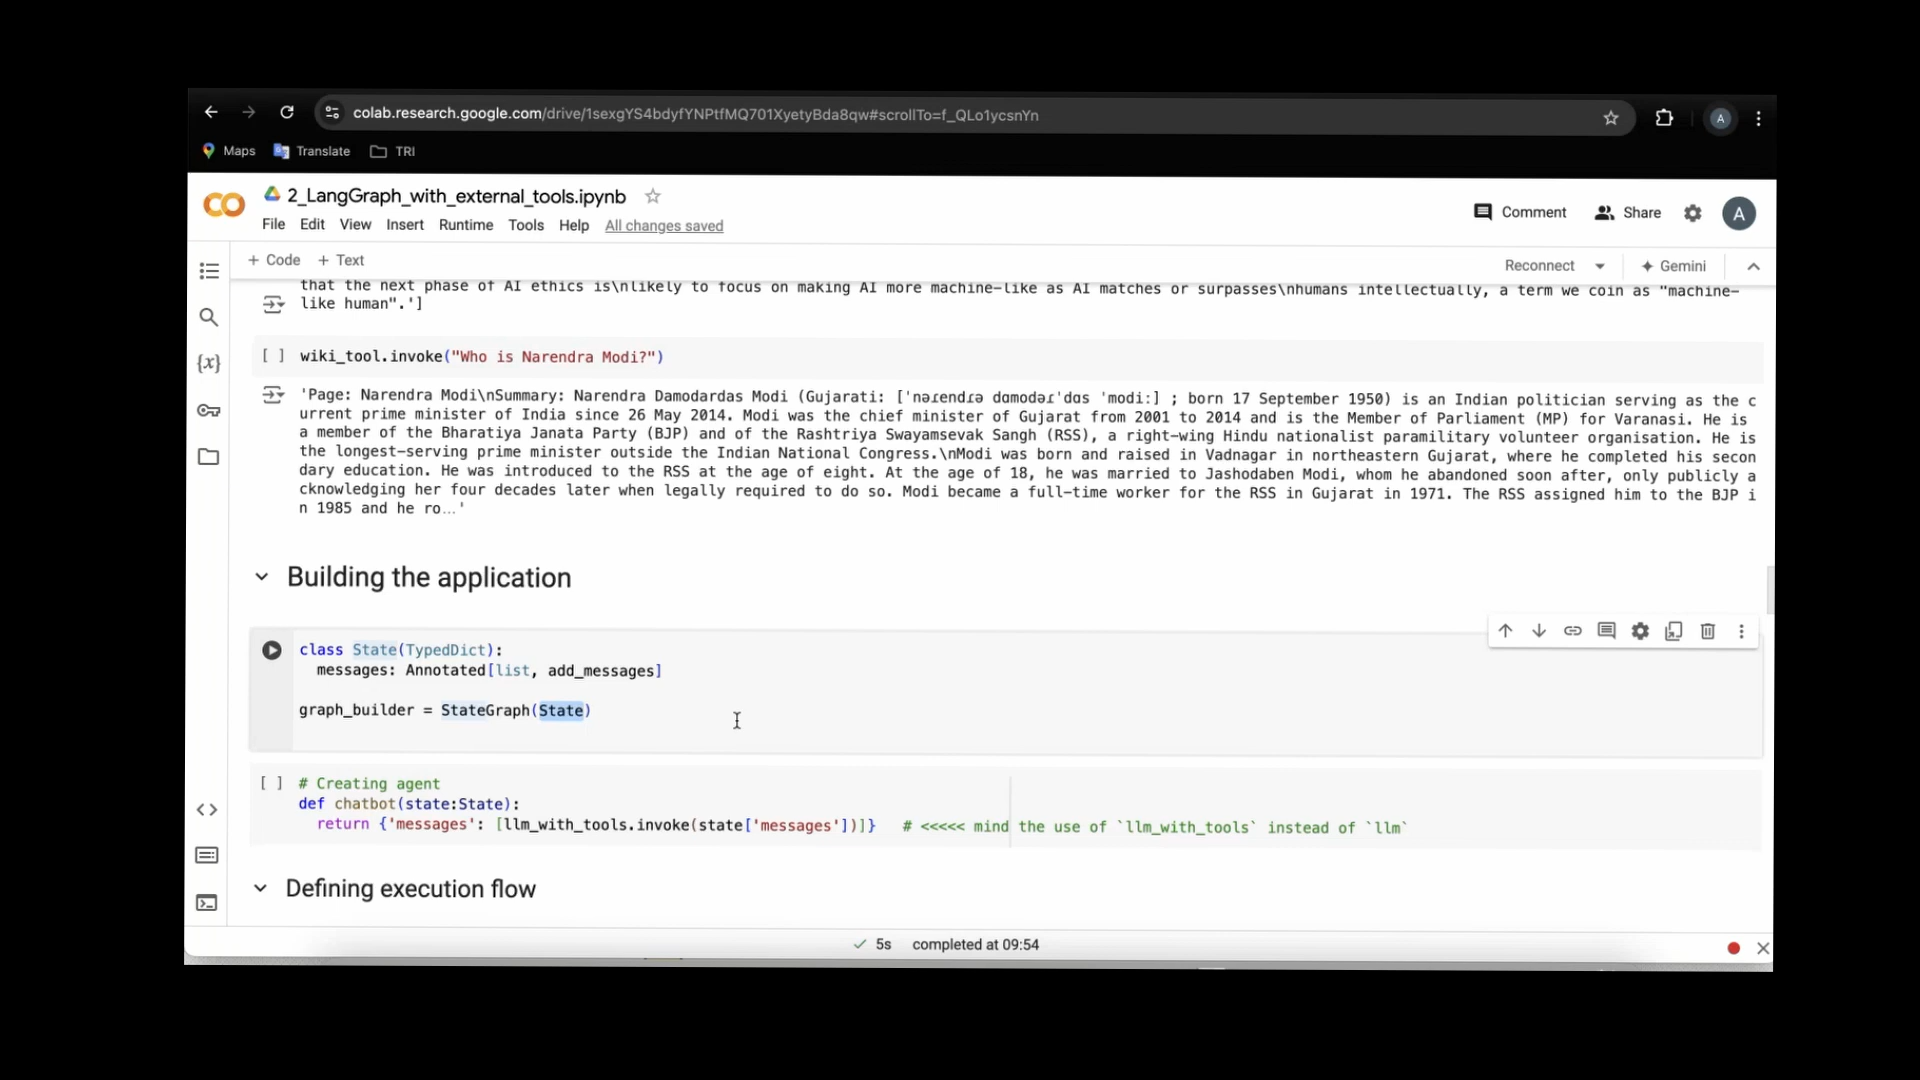 colab.research.google.com/drive/1sexgYS4bdyfYNPtfMQ701XyetyBda8qw#scrollTo=f_QLo1ycsnYn
A
Maps Translate TRI
2_LangGraph_with_external_tools.ipynb
File Edit View Insert Runtime Tools Help All changes saved
Comment Share A
+ Code + Text
Reconnect Gemini
that the next phase of AI ethics is\nlikely to focus on making AI more machine-like as AI matches or surpasses\nhumans intellectually, a term we coin as "machine-
like human".']
[ ] wiki_tool.invoke("Who is Narendra Modi?")
'Page: Narendra Modi\nSummary: Narendra Damodardas Modi (Gujarati: [ˈnəɾendɾə dɑmodəɾˈdɑs ˈmodiː] ; born 17 September 1950) is an Indian politician serving as the c
urrent prime minister of India since 26 May 2014. Modi was the chief minister of Gujarat from 2001 to 2014 and is the Member of Parliament (MP) for Varanasi. He is
a member of the Bharatiya Janata Party (BJP) and of the Rashtriya Swayamsevak Sangh (RSS), a right-wing Hindu nationalist paramilitary volunteer organisation. He is
the longest-serving prime minister outside the Indian National Congress.\nModi was born and raised in Vadnagar in northeastern Gujarat, where he completed his secon
dary education. He was introduced to the RSS at the age of eight. At the age of 18, he was married to Jashodaben Modi, whom he abandoned soon after, only publicly a
cknowledging her four decades later when legally required to do so. Modi became a full-time worker for the RSS in Gujarat in 1971. The RSS assigned him to the BJP i
n 1985 and he ro...'
Building the application
class State(TypedDict):
messages: Annotated[list, add_messages]
graph_builder = StateGraph(State)
[ ] # Creating agent
def chatbot(state:State):
return {'messages': [llm_with_tools.invoke(state['messages'])]} # <<<<< mind the use of `llm_with_tools` instead of `llm`
Defining execution flow
5s completed at 09:54